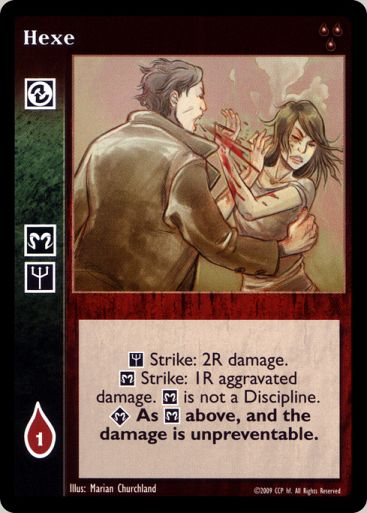 Hexe
Strike: 2R damage.
Strike: 1R aggravated
damage. is not a Discipline.
As above, and the
damage is unpreventable.
1
Illus: Marian Churchland
©2009 CCP hf. All Rights Reserved